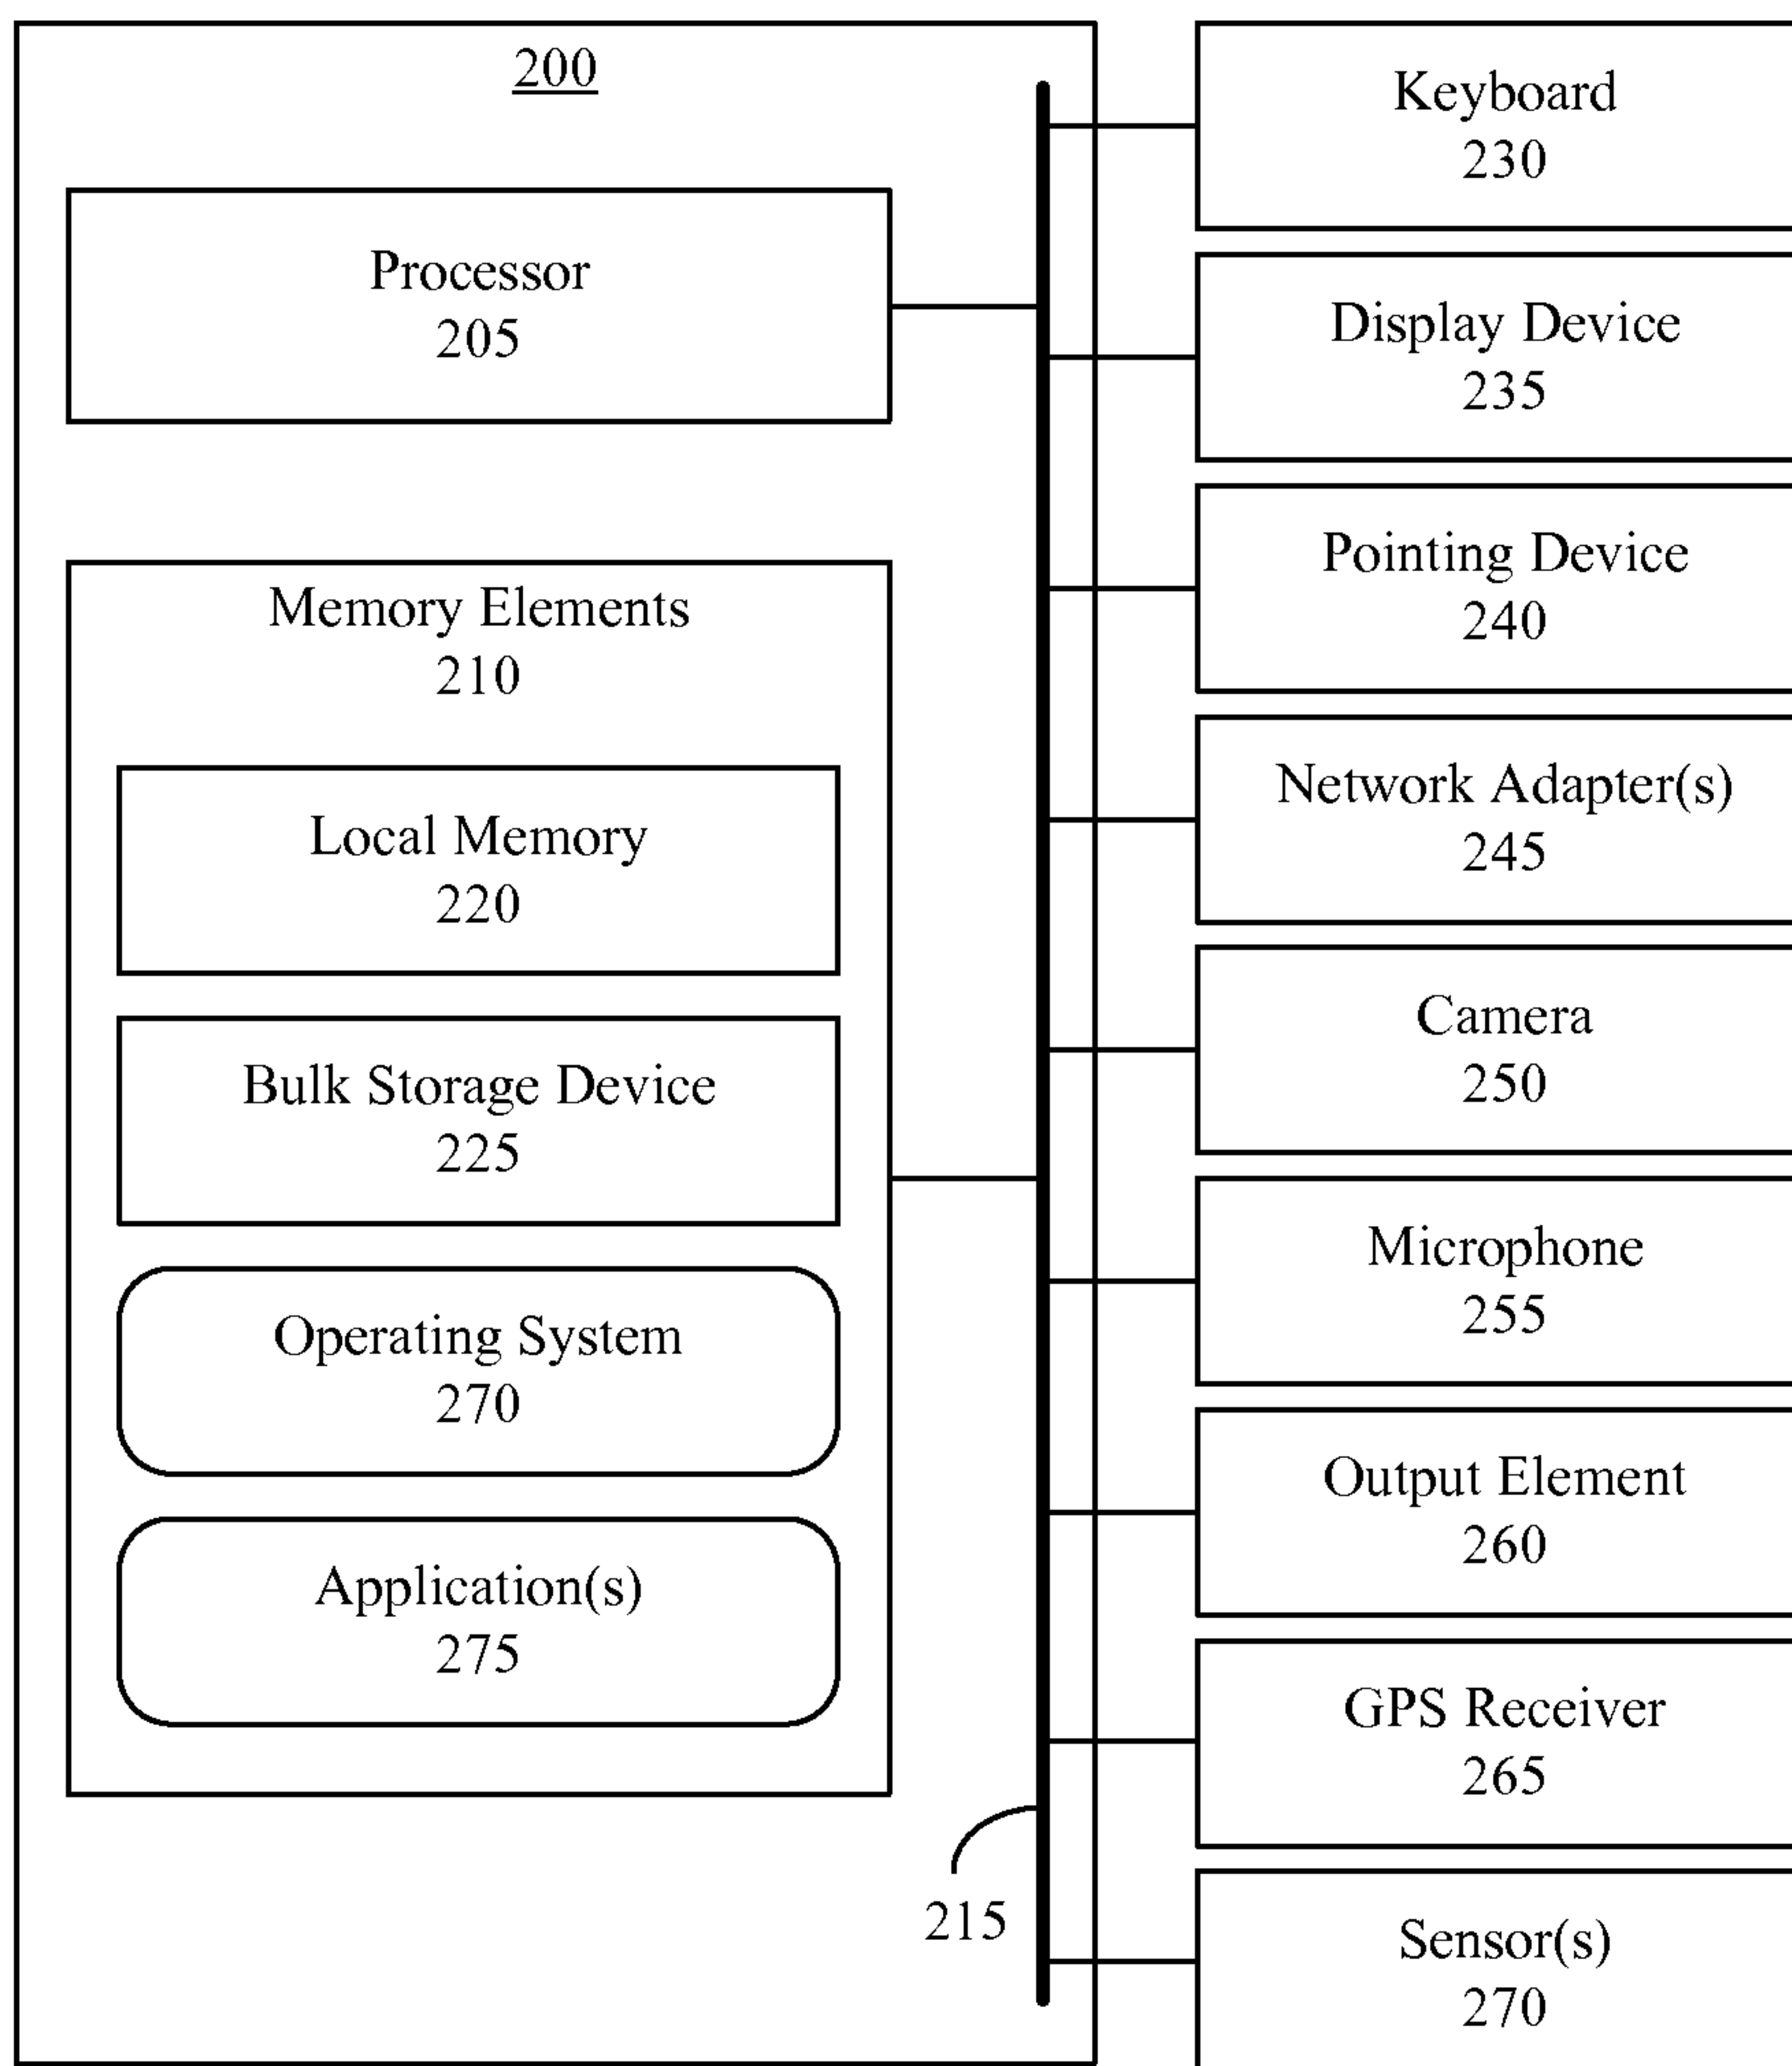 200
Processor
205
Memory Elements
210
Local Memory
220
Bulk Storage Device
225
Operating System
270
Application(s)
275
215
Keyboard
230
Display Device
235
Pointing Device
240
Network Adapter(s)
245
Camera
250
Microphone
255
Output Element
260
GPS Receiver
265
Sensor(s)
270